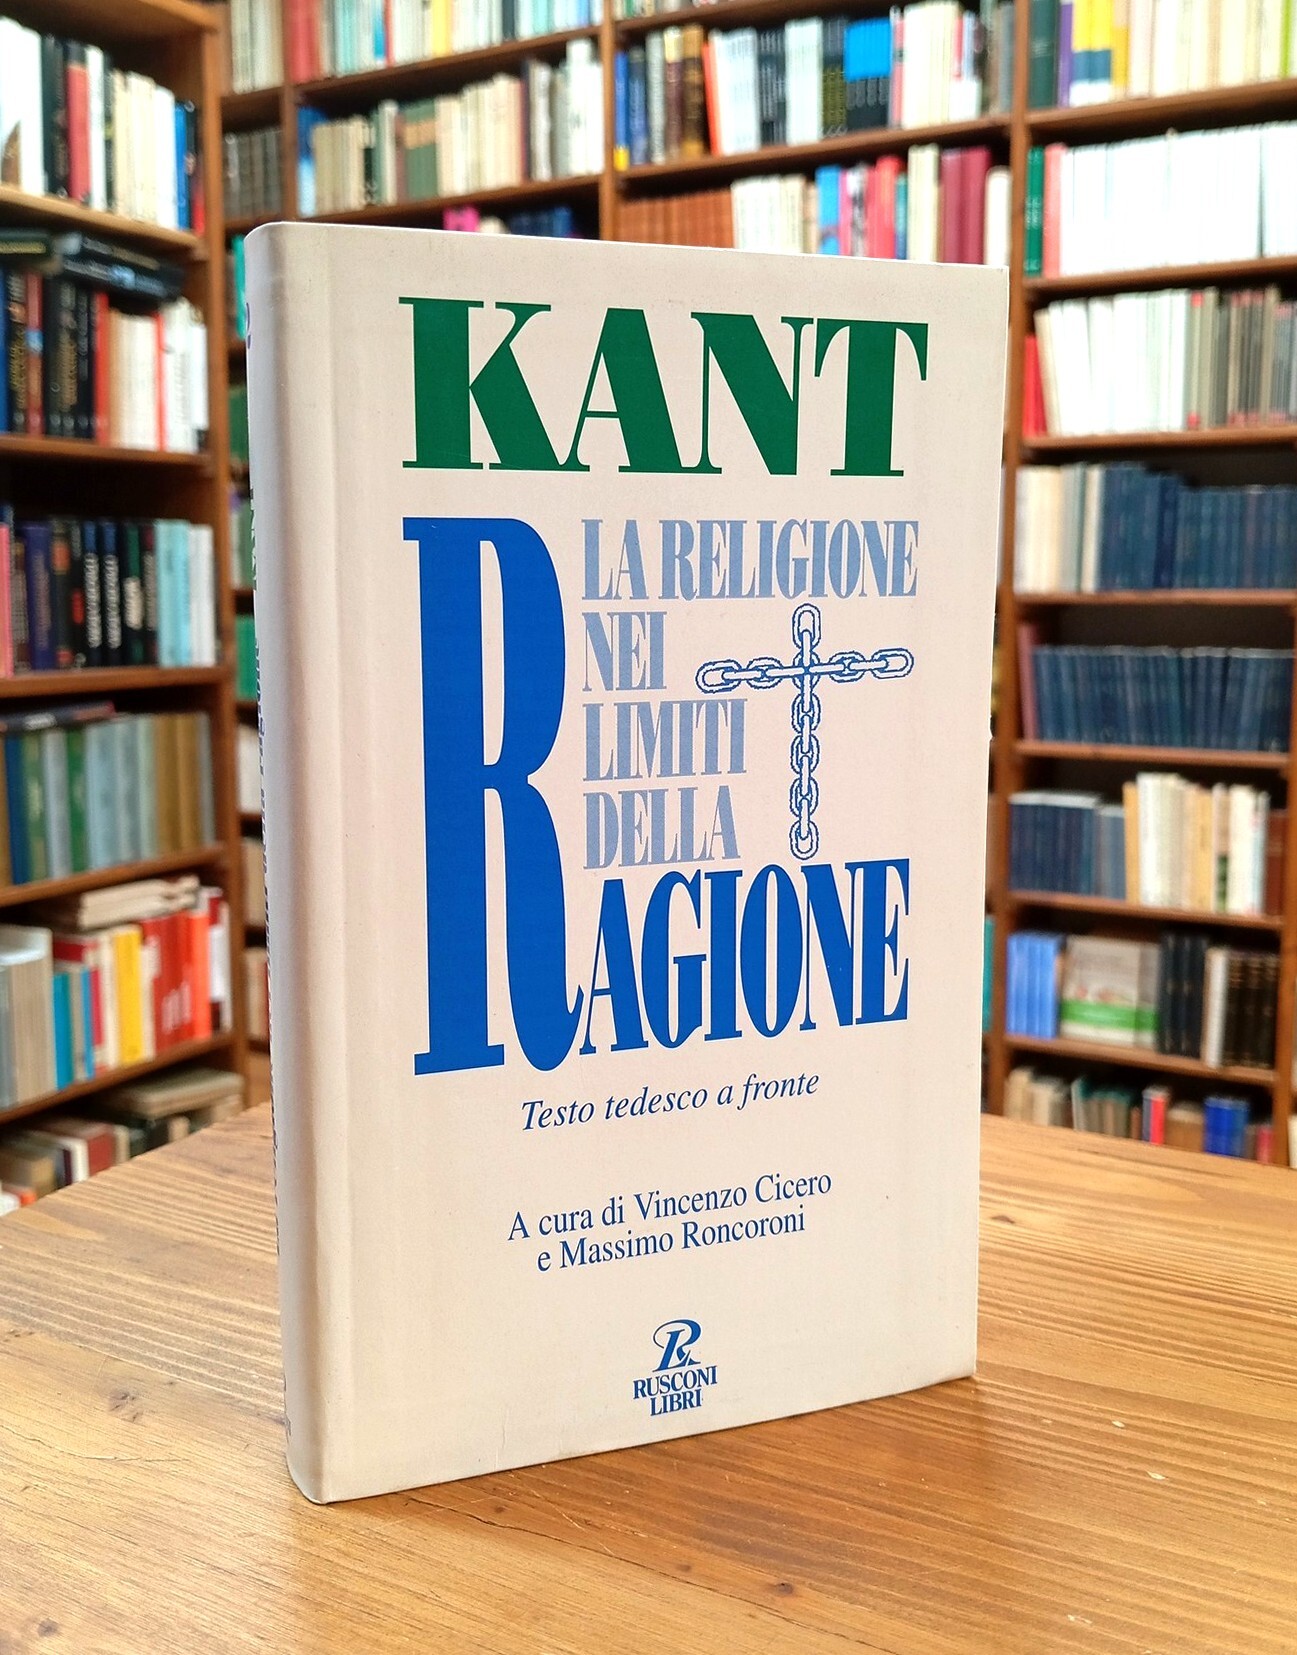 KANT
LA RELIGIONE
NEI
LIMITI
DELLA
RAGIONE
Testo tedesco a fronte
A cura di Vincenzo Cicero
e Massimo Roncoroni
RUSCONI
LIBRI